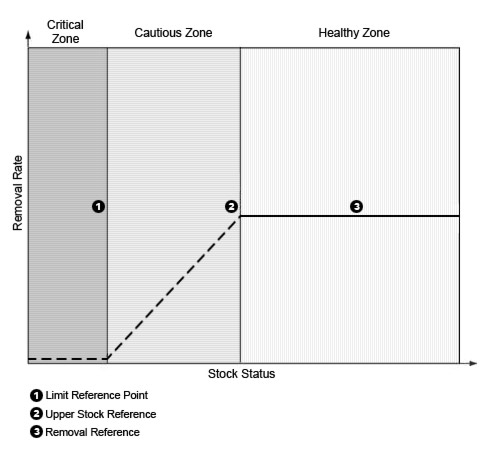 Critical
Zone
Cautious Zone
Healthy Zone
Removal Rate
1
2
3
Stock Status
1 Limit Reference Point
2 Upper Stock Reference
3 Removal Reference